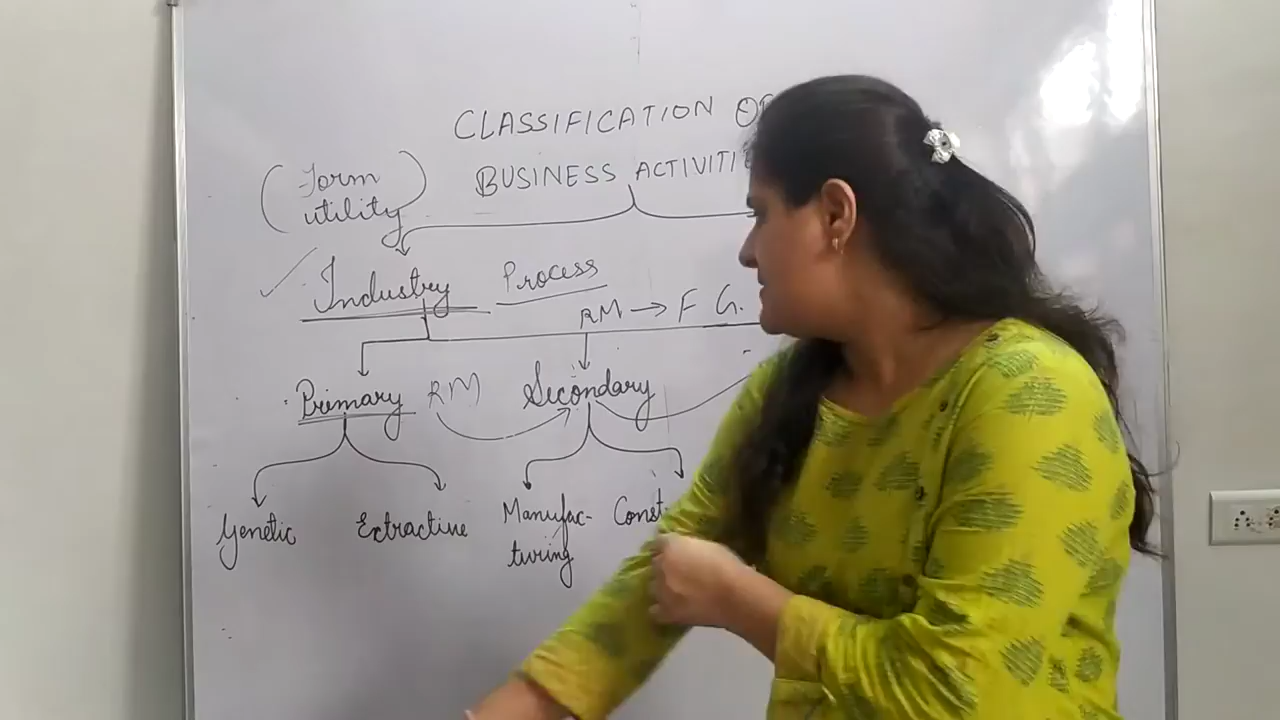 CLASSIFICATION OF
BUSINESS ACTIVITIE
(Form
utility)
Industry Process
RM → F G.
Primary RM Secondary
Genetic Extractive Manufac- Const
turing